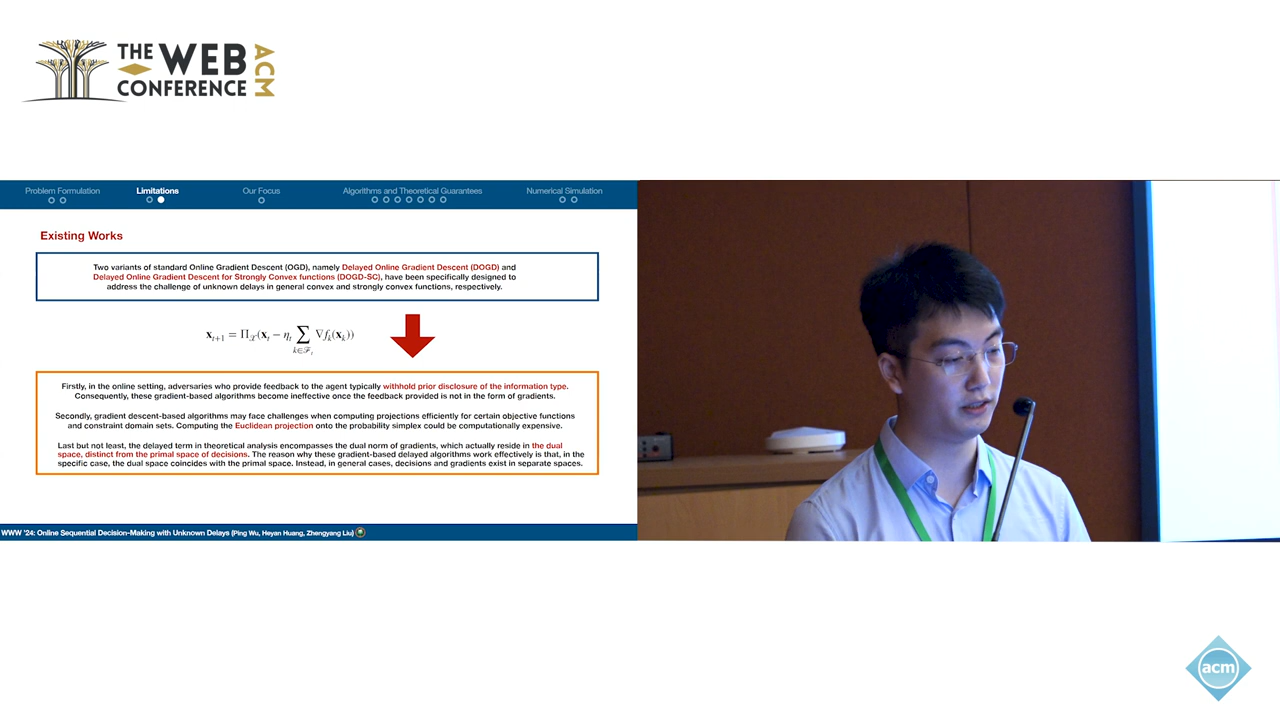 THE WEB CONFERENCE ACM
Problem Formulation Limitations Our Focus Algorithms and Theoretical Guarantees Numerical Simulation
Existing Works
Two variants of standard Online Gradient Descent (OGD), namely Delayed Online Gradient Descent (DOGD) and
Delayed Online Gradient Descent for Strongly Convex functions (DOGD-SC), have been specifically designed to
address the challenge of unknown delays in general convex and strongly convex functions, respectively.
x_{t+1} = Π_𝒳(x_t − η_t ∑_{k∈ℱ_t} ∇f_k(x_k))
Firstly, in the online setting, adversaries who provide feedback to the agent typically withhold prior disclosure of the information type.
Consequently, these gradient-based algorithms become ineffective once the feedback provided is not in the form of gradients.
Secondly, gradient descent-based algorithms may face challenges when computing projections efficiently for certain objective functions
and constraint domain sets. Computing the Euclidean projection onto the probability simplex could be computationally expensive.
Last but not least, the delayed term in theoretical analysis encompasses the dual norm of gradients, which actually reside in the dual
space, distinct from the primal space of decisions. The reason why these gradient-based delayed algorithms work effectively is that, in the
specific case, the dual space coincides with the primal space. Instead, in general cases, decisions and gradients exist in separate spaces.
WWW '24: Online Sequential Decision-Making with Unknown Delays (Ping Wu, Heyan Huang, Zhengyang Liu)
acm